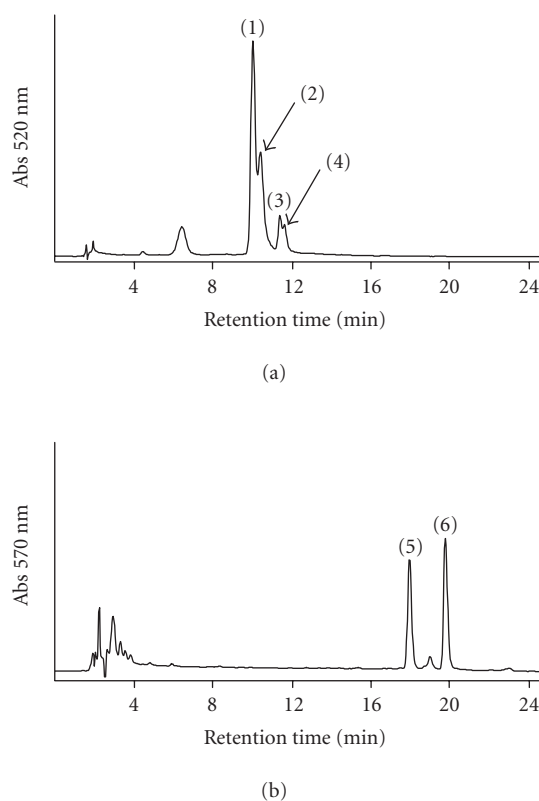 (1)
(2)
(3)
(4)
Abs 520 nm
4 8 12 16 20 24
Retention time (min)
(a)
(6)
(5)
Abs 570 nm
4 8 12 16 20 24
Retention time (min)
(b)